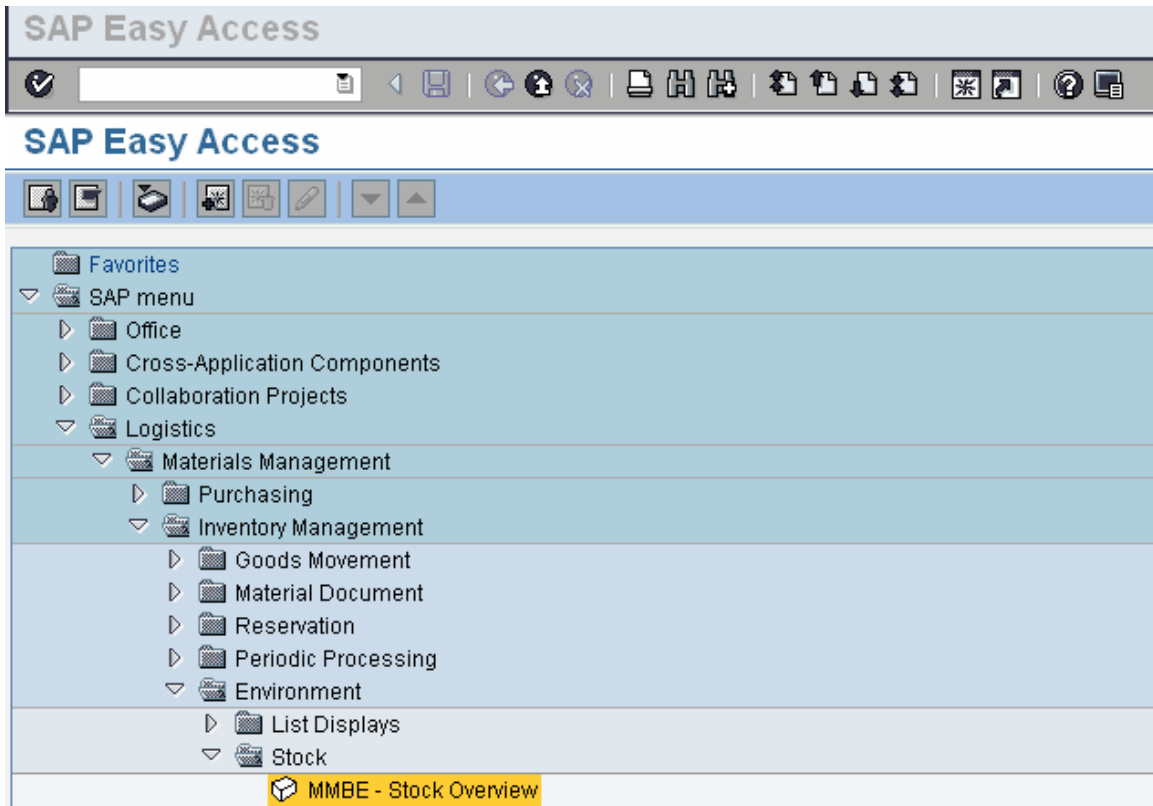 SAP Easy Access
SAP Easy Access
Favorites
SAP menu
Office
Cross-Application Components
Collaboration Projects
Logistics
Materials Management
Purchasing
Inventory Management
Goods Movement
Material Document
Reservation
Periodic Processing
Environment
List Displays
Stock
MMBE - Stock Overview